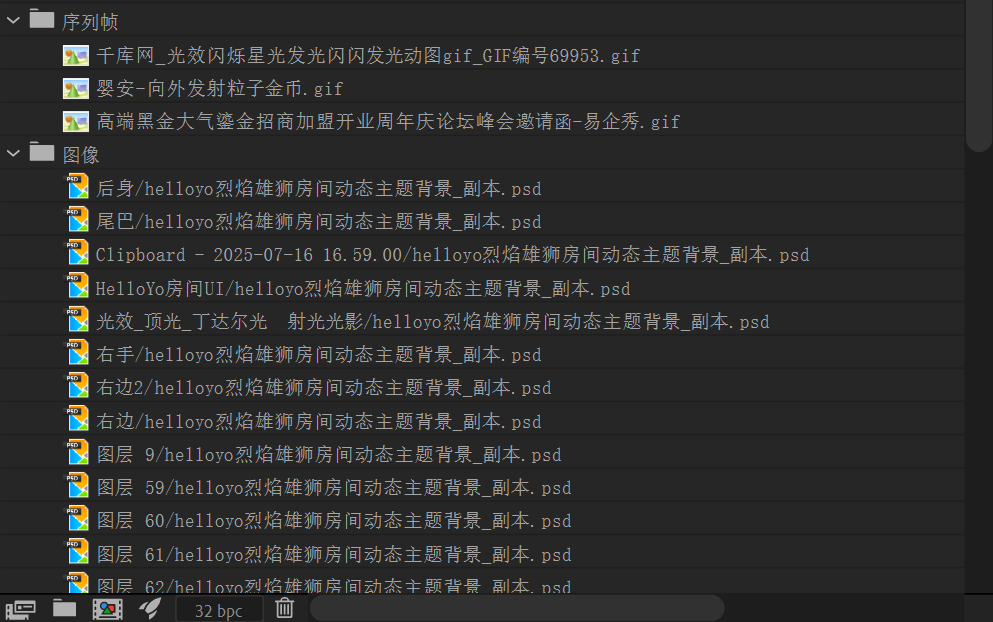 序列帧
千库网_光效闪烁星光发光闪闪发光动图gif_GIF编号69953.gif
婴安-向外发射粒子金币.gif
高端黑金大气鎏金招商加盟开业周年庆论坛峰会邀请函-易企秀.gif
图像
后身/helloyo烈焰雄狮房间动态主题背景_副本.psd
尾巴/helloyo烈焰雄狮房间动态主题背景_副本.psd
Clipboard - 2025-07-16 16.59.00/helloyo烈焰雄狮房间动态主题背景_副本.psd
HelloYo房间UI/helloyo烈焰雄狮房间动态主题背景_副本.psd
光效_顶光_丁达尔光　射光光影/helloyo烈焰雄狮房间动态主题背景_副本.psd
右手/helloyo烈焰雄狮房间动态主题背景_副本.psd
右边2/helloyo烈焰雄狮房间动态主题背景_副本.psd
右边/helloyo烈焰雄狮房间动态主题背景_副本.psd
图层 9/helloyo烈焰雄狮房间动态主题背景_副本.psd
图层 59/helloyo烈焰雄狮房间动态主题背景_副本.psd
图层 60/helloyo烈焰雄狮房间动态主题背景_副本.psd
图层 61/helloyo烈焰雄狮房间动态主题背景_副本.psd
图层 62/helloyo烈焰雄狮房间动态主题背景_副本.psd
32 bpc